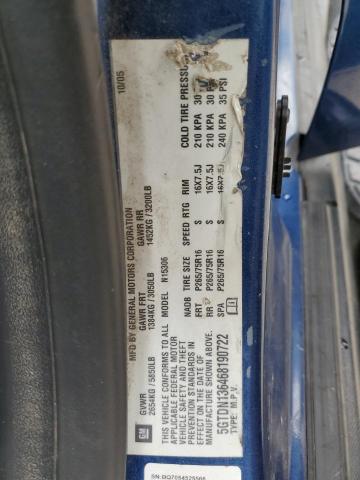 MFD BY GENERAL MOTORS CORPORATION
10/05
GM
GVWR
2654KG / 5850LB
GAWR FRT
1384KG / 3050LB
GAWR RR
1452KG / 3200LB
THIS VEHICLE CONFORMS TO ALL
APPLICABLE FEDERAL MOTOR
VEHICLE SAFETY AND THEFT
PREVENTION STANDARDS IN
EFFECT ON THE DATE OF
MANUFACTURE SHOWN ABOVE.
5GTDN136468190722
TYPE: M.P.V.
MODEL N15306
NADB TIRE SIZE SPEED RTG RIM COLD TIRE PRESSURE
FRT P265/75R16 S 16X7.5J 210 KPA 30
RR P265/75R16 S 16X7.5J 210 KPA 30
SPA P265/75R16 S 16X7.5J 240 KPA 35 PSI